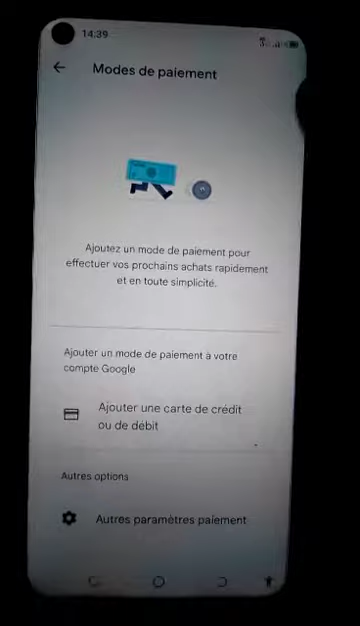 14:39
Modes de paiement
Ajoutez un mode de paiement pour
effectuer vos prochains achats rapidement
et en toute simplicité.
Ajouter un mode de paiement à votre
compte Google
Ajouter une carte de crédit
ou de débit
Autres options
Autres paramètres paiement